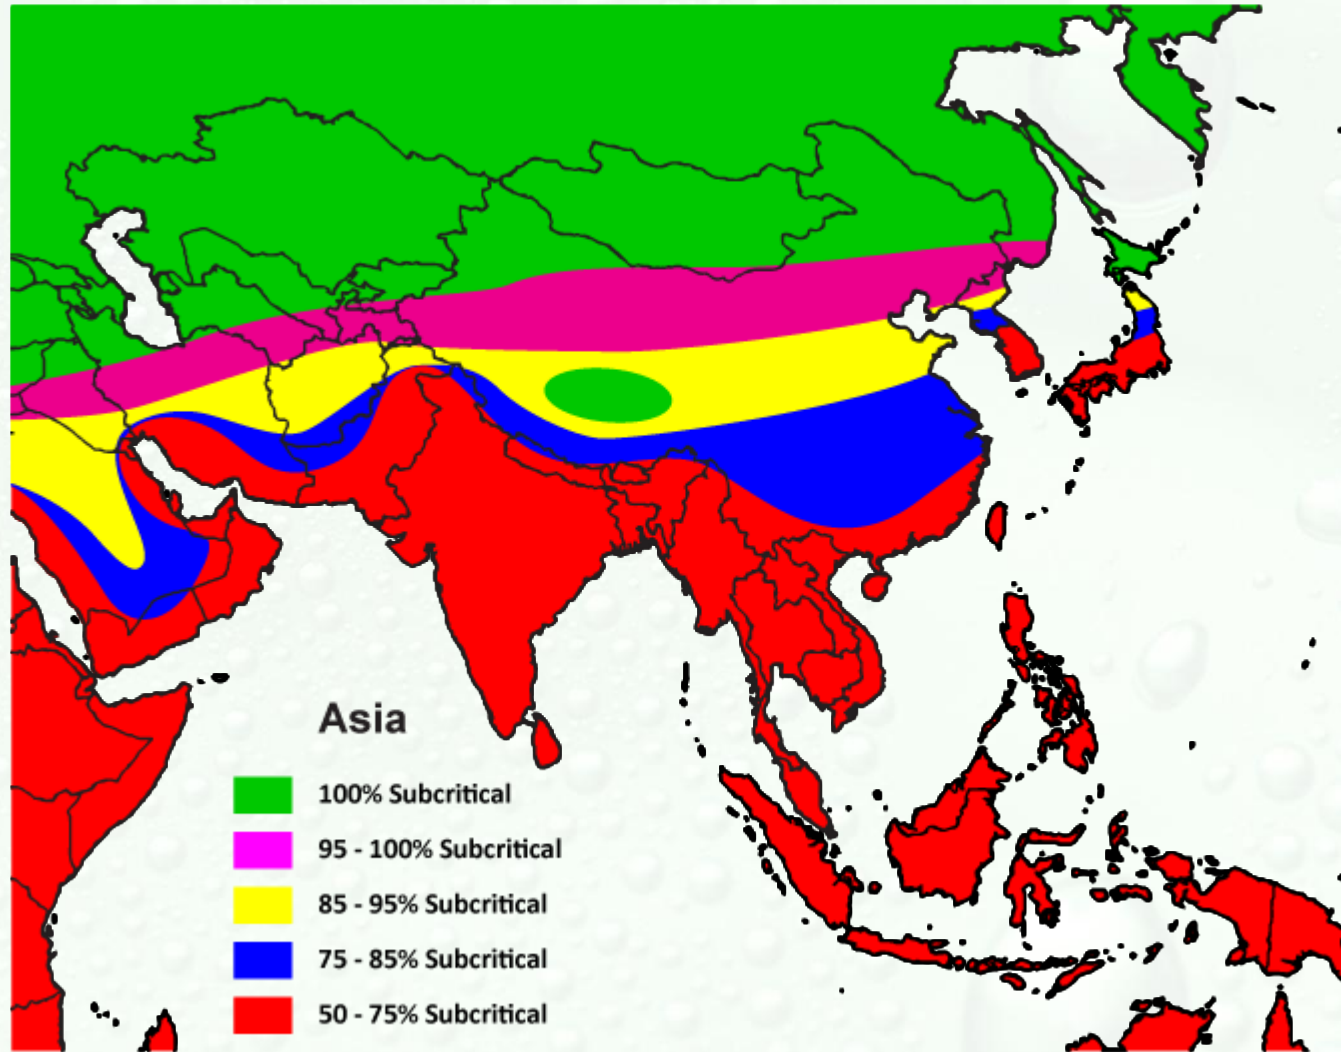 Asia
100% Subcritical
95 - 100% Subcritical
85 - 95% Subcritical
75 - 85% Subcritical
50 - 75% Subcritical